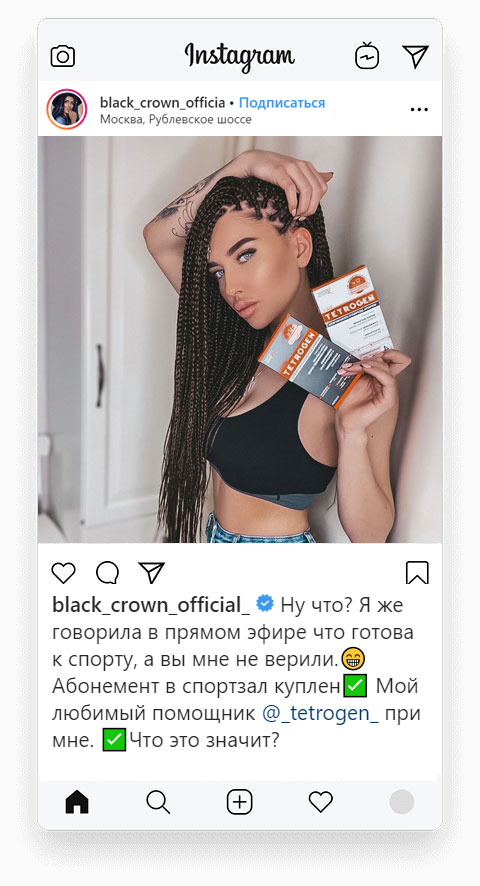 Instagram
black_crown_officia • Подписаться
Москва, Рублевское шоссе
TETROGEN
TETROGEN
black_crown_official_ Ну что? Я же
говорила в прямом эфире что готова
к спорту, а вы мне не верили.😁
Абонемент в спортзал куплен✅ Мой
любимый помощник @_tetrogen_ при
мне. ✅Что это значит?